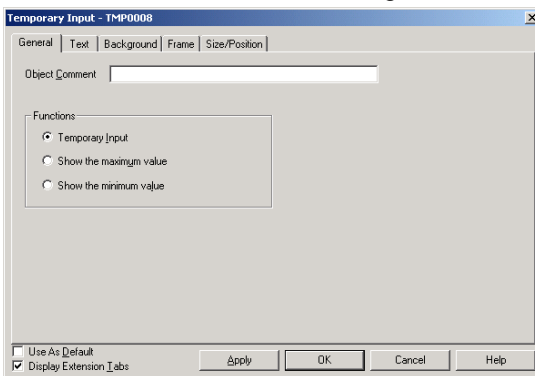 Temporary Input - TMP0008
General Text Background Frame Size/Position
Object Comment
Functions
Temporary Input
Show the maximum value
Show the minimum value
Use As Default
Display Extension Tabs
Apply OK Cancel Help